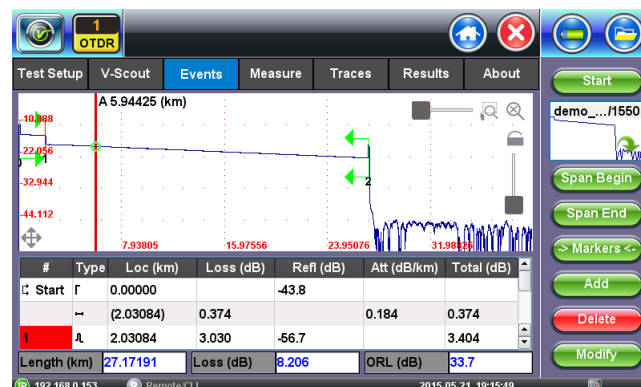 1
OTDR
Test Setup V-Scout Events Measure Traces Results About
Start
A 5.94425 (km)
demo_.../1550
-10.888
-22.056
1
-32.944
2
-44.112
7.93805 15.97556 23.95076
Span Begin
Span End
-> Markers <-
Add
Delete
Modify
# Type Loc (km) Loss (dB) Refl (dB) Att (dB/km) Total (dB)
Start 0.00000 -43.8
(2.03084) 0.374 0.184 0.374
1 2.03084 3.030 -56.7 3.404
Length (km) 27.17191 Loss (dB) 8.206 ORL (dB) 33.7
IP 192.168.0.153 R Remote/CLI 2015.05.21 19:15:49